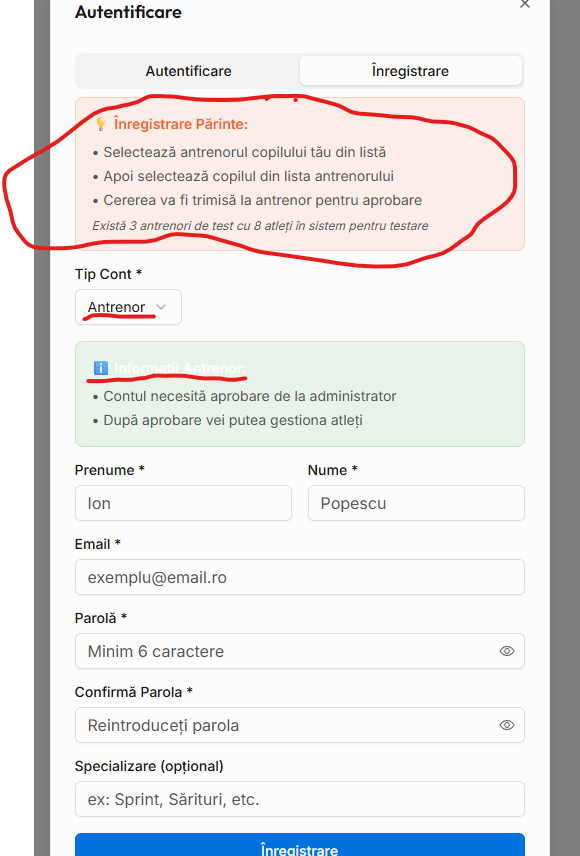 Autentificare
Autentificare
Înregistrare
💡 Înregistrare Părinte:
• Selectează antrenorul copilului tău din listă
• Apoi selectează copilul din lista antrenorului
• Cererea va fi trimisă la antrenor pentru aprobare
Există 3 antrenori de test cu 8 atleți în sistem pentru testare
Tip Cont *
Antrenor
ℹ️ Informații Antrenor:
• Contul necesită aprobare de la administrator
• După aprobare vei putea gestiona atleți
Prenume *
Nume *
Ion
Popescu
Email *
exemplu@email.ro
Parolă *
Minim 6 caractere
Confirmă Parola *
Reintroduceți parola
Specializare (opțional)
ex: Sprint, Sărituri, etc.
Înregistrare